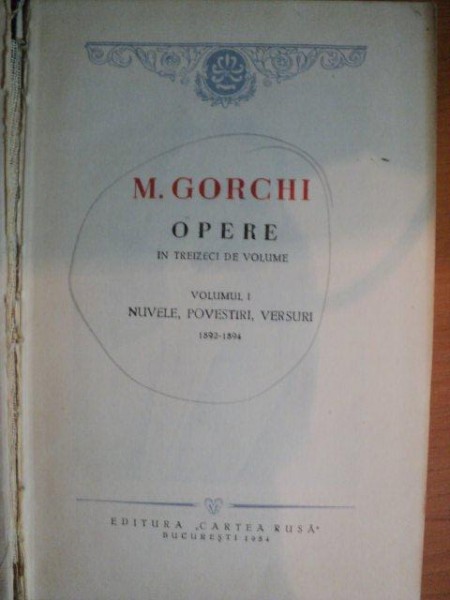 M. GORCHI
OPERE
IN TREIZECI DE VOLUME
VOLUMUL I
NUVELE, POVESTIRI, VERSURI
1892-1894
EDITURA „CARTEA RUSĂ“
BUCUREȘTI 1954